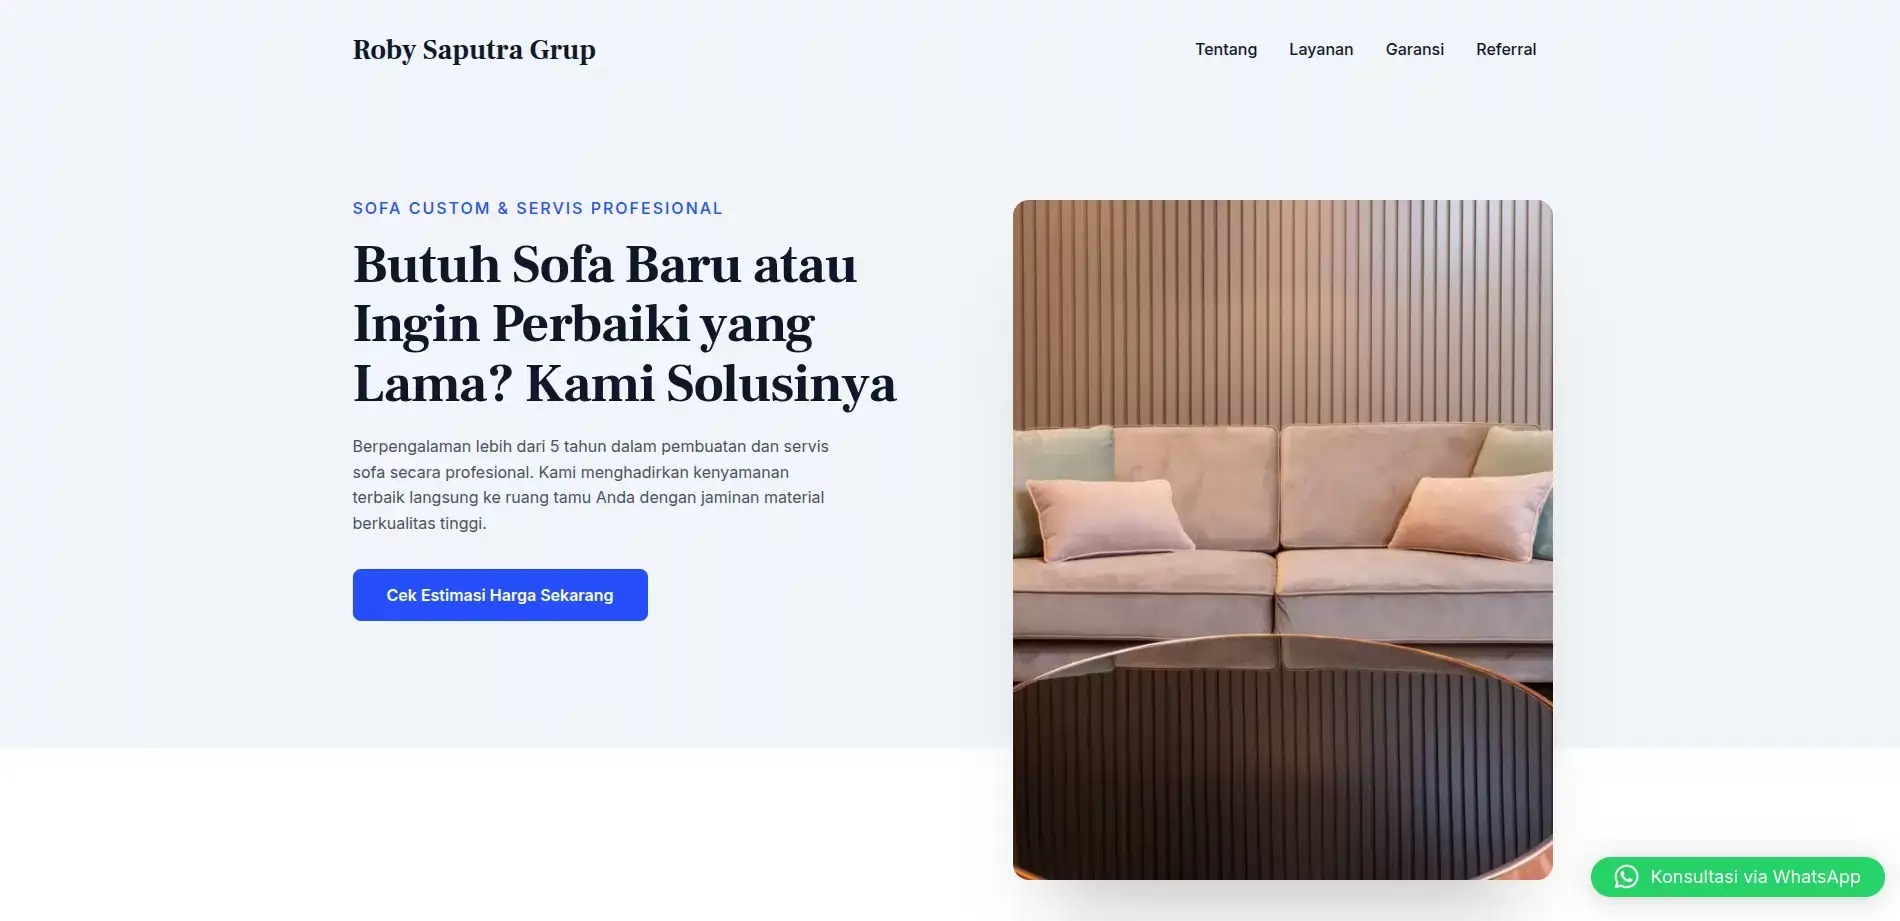 Roby Saputra Grup
Tentang
Layanan
Garansi
Referral
SOFA CUSTOM & SERVIS PROFESIONAL
Butuh Sofa Baru atau
Ingin Perbaiki yang
Lama? Kami Solusinya
Berpengalaman lebih dari 5 tahun dalam pembuatan dan servis
sofa secara profesional. Kami menghadirkan kenyamanan
terbaik langsung ke ruang tamu Anda dengan jaminan material
berkualitas tinggi.
Cek Estimasi Harga Sekarang
Konsultasi via WhatsApp